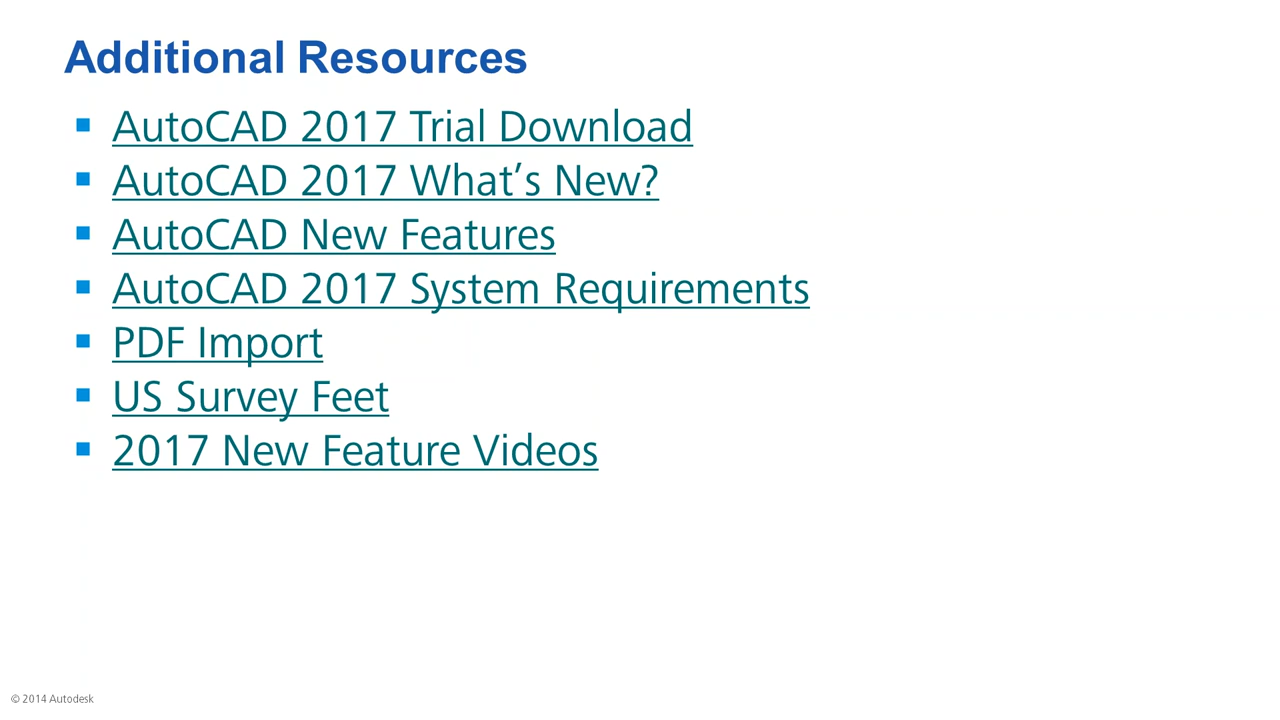 Additional Resources
AutoCAD 2017 Trial Download
AutoCAD 2017 What’s New?
AutoCAD New Features
AutoCAD 2017 System Requirements
PDF Import
US Survey Feet
2017 New Feature Videos
© 2014 Autodesk